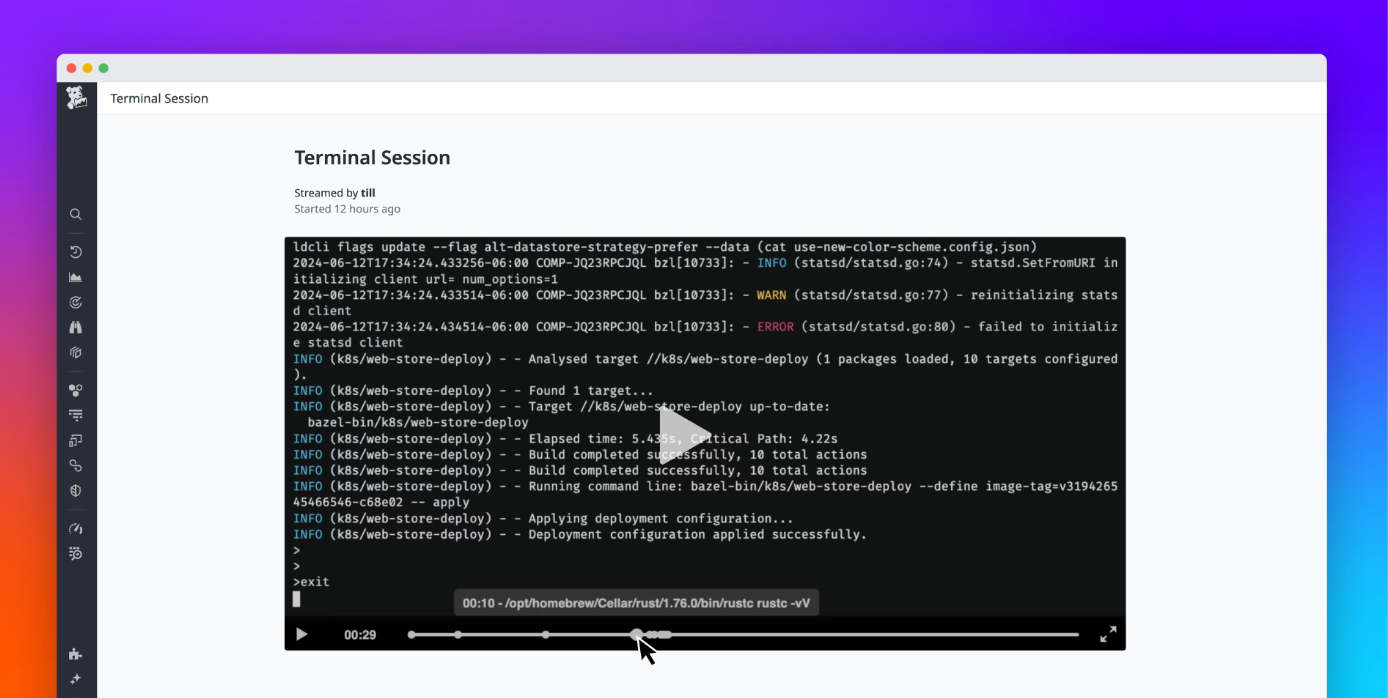 Terminal Session
Terminal Session
Streamed by till
Started 12 hours ago
ldcli flags update --flag alt-datastore-strategy-prefer --data (cat use-new-color-scheme.config.json)
2024-06-12T17:34:24.433256-06:00 COMP-JQ23RPCJQL bzl[10733]: - INFO (statsd/statsd.go:74) - statsd.SetFromURI in
itializing client url= num_options=1
2024-06-12T17:34:24.433514-06:00 COMP-JQ23RPCJQL bzl[10733]: - WARN (statsd/statsd.go:77) - reinitializing stats
d client
2024-06-12T17:34:24.434514-06:00 COMP-JQ23RPCJQL bzl[10733]: - ERROR (statsd/statsd.go:80) - failed to initializ
e statsd client
INFO (k8s/web-store-deploy) - - Analysed target //k8s/web-store-deploy (1 packages loaded, 10 targets configured
).
INFO (k8s/web-store-deploy) - - Found 1 target...
INFO (k8s/web-store-deploy) - - Target //k8s/web-store-deploy up-to-date:
bazel-bin/k8s/web-store-deploy
INFO (k8s/web-store-deploy) - - Elapsed time: 5.435s, Critical Path: 4.22s
INFO (k8s/web-store-deploy) - - Build completed successfully, 10 total actions
INFO (k8s/web-store-deploy) - - Build completed successfully, 10 total actions
INFO (k8s/web-store-deploy) - - Running command line: bazel-bin/k8s/web-store-deploy --define image-tag=v3194265
45466546-c68e02 -- apply
INFO (k8s/web-store-deploy) - - Applying deployment configuration...
INFO (k8s/web-store-deploy) - - Deployment configuration applied successfully.
>
>
>exit
00:10 - /opt/homebrew/Cellar/rust/1.76.0/bin/rustc rustc -vV
00:29